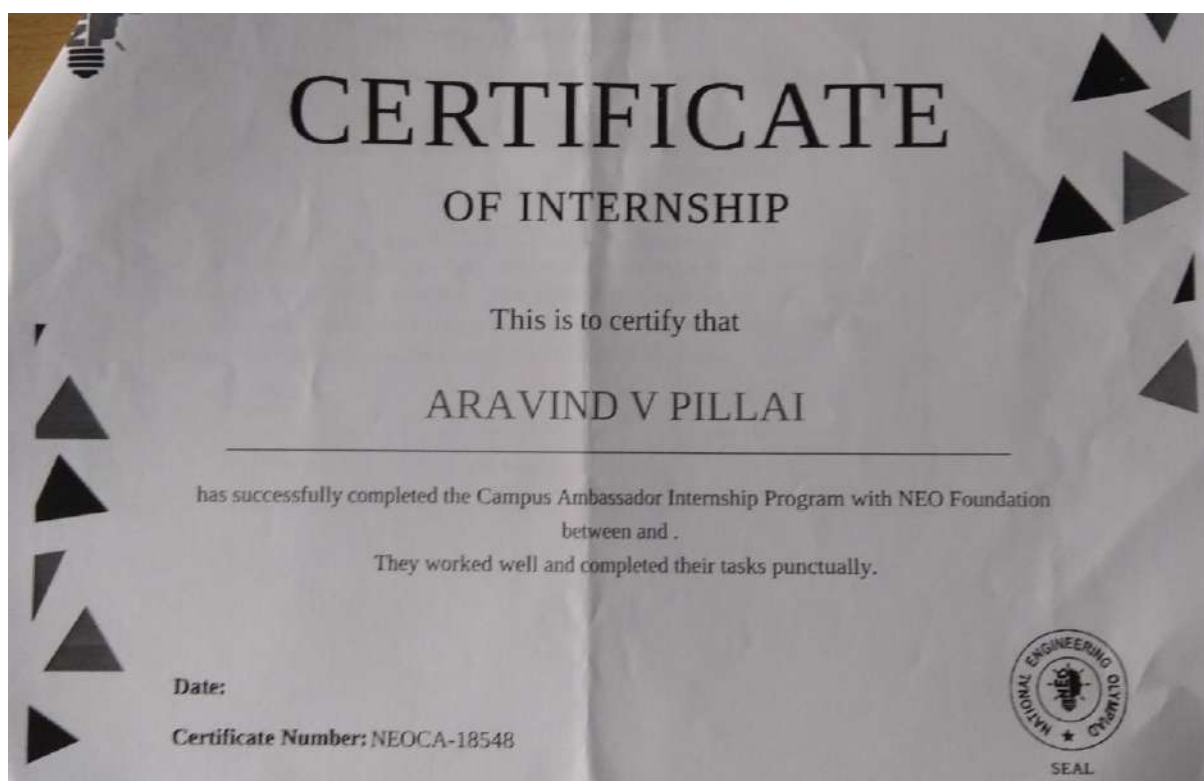 CERTIFICATE
OF INTERNSHIP
This is to certify that
ARAVIND V PILLAI
has successfully completed the Campus Ambassador Internship Program with NEO Foundation
between and .
They worked well and completed their tasks punctually.
Date:
Certificate Number: NEOCA-18548
NATIONAL ENGINEERING OLYMPIAD
NEO
SEAL